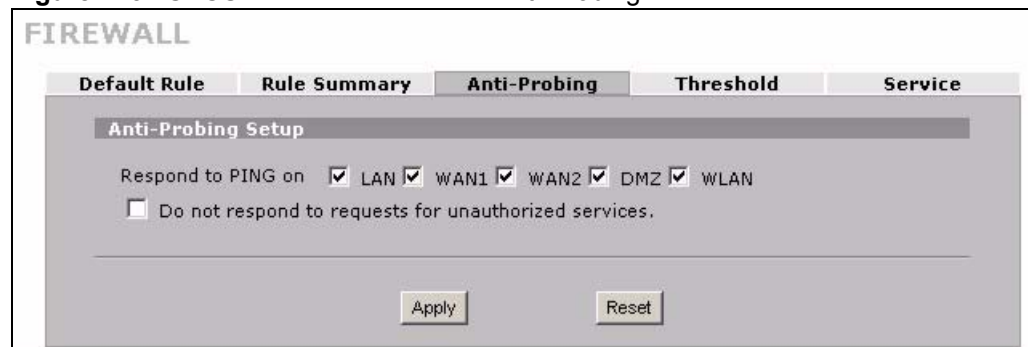 FIREWALL
Default Rule Rule Summary Anti-Probing Threshold Service
Anti-Probing Setup
Respond to PING on LAN WAN1 WAN2 DMZ WLAN
Do not respond to requests for unauthorized services.
Apply Reset